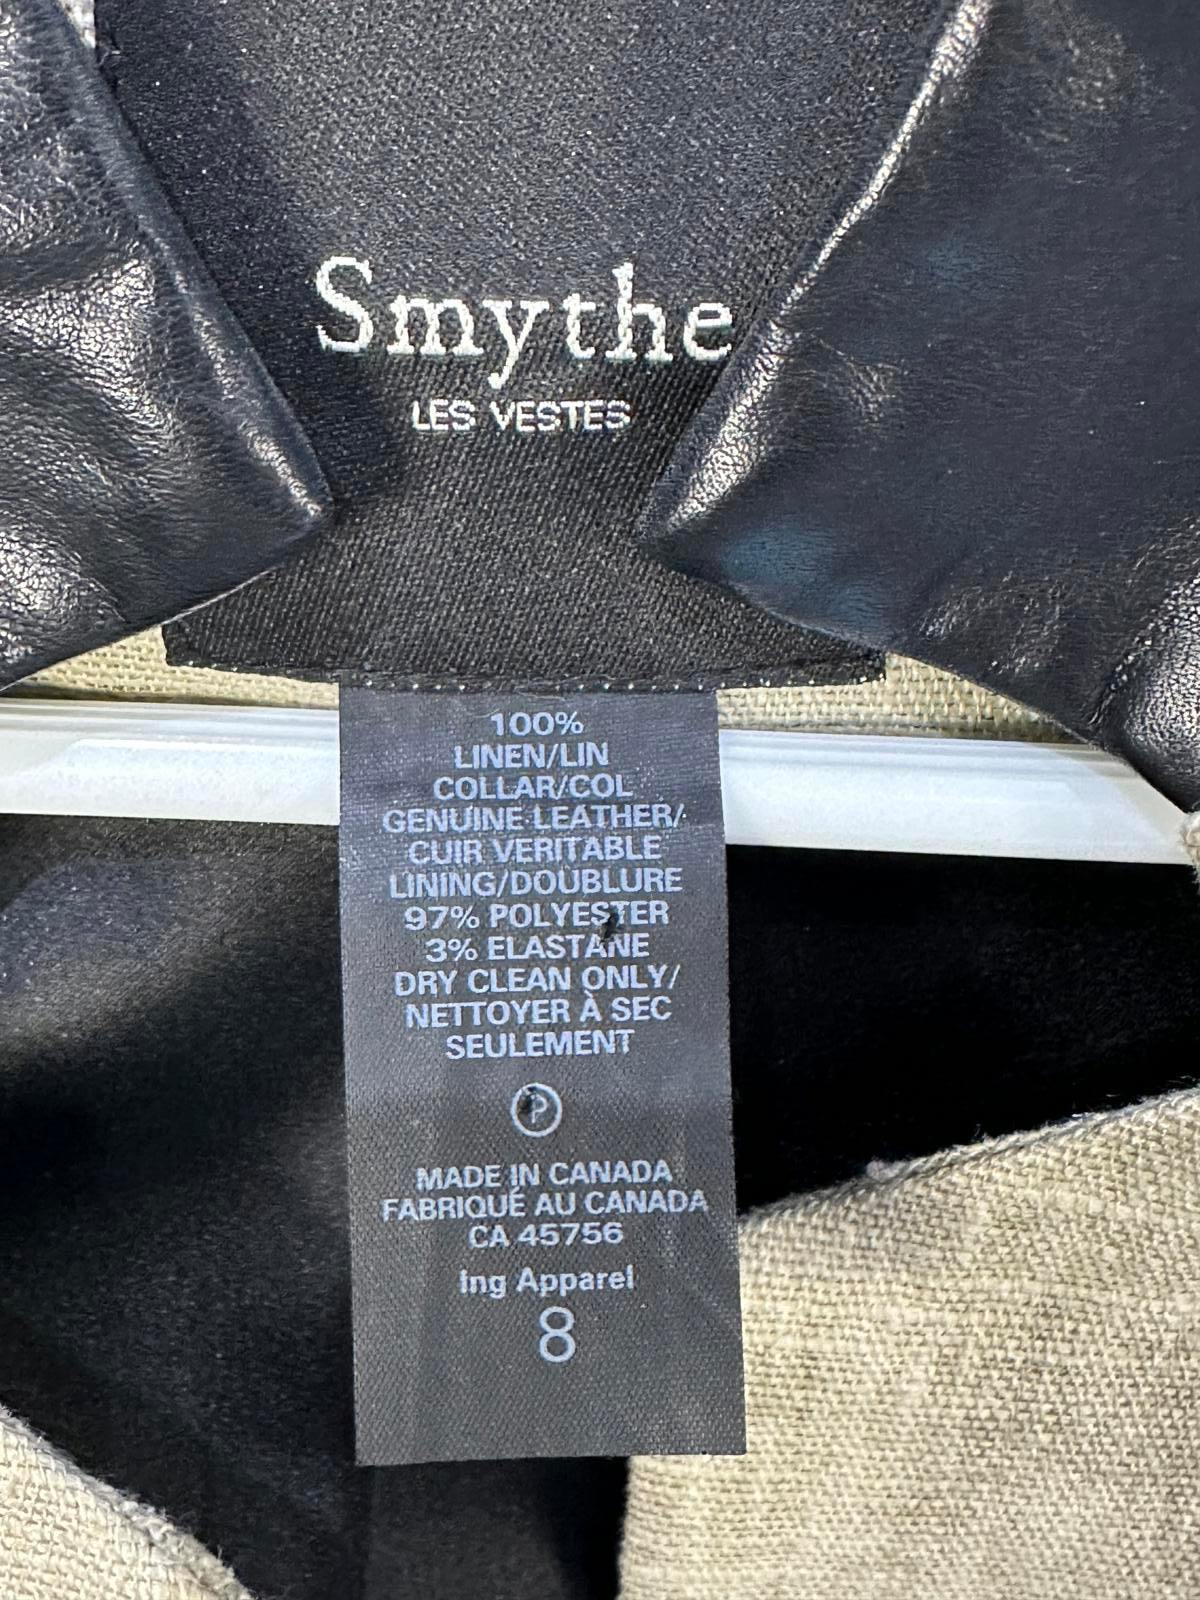 Smythe
LES VESTES
100%
LINEN/LIN
COLLAR/COL
GENUINE LEATHER/
CUIR VERITABLE
LINING/DOUBLURE
97% POLYESTER
3% ELASTANE
DRY CLEAN ONLY/
NETTOYER À SEC
SEULEMENT
P
MADE IN CANADA
FABRIQUÉ AU CANADA
CA 45756
Ing Apparel
8